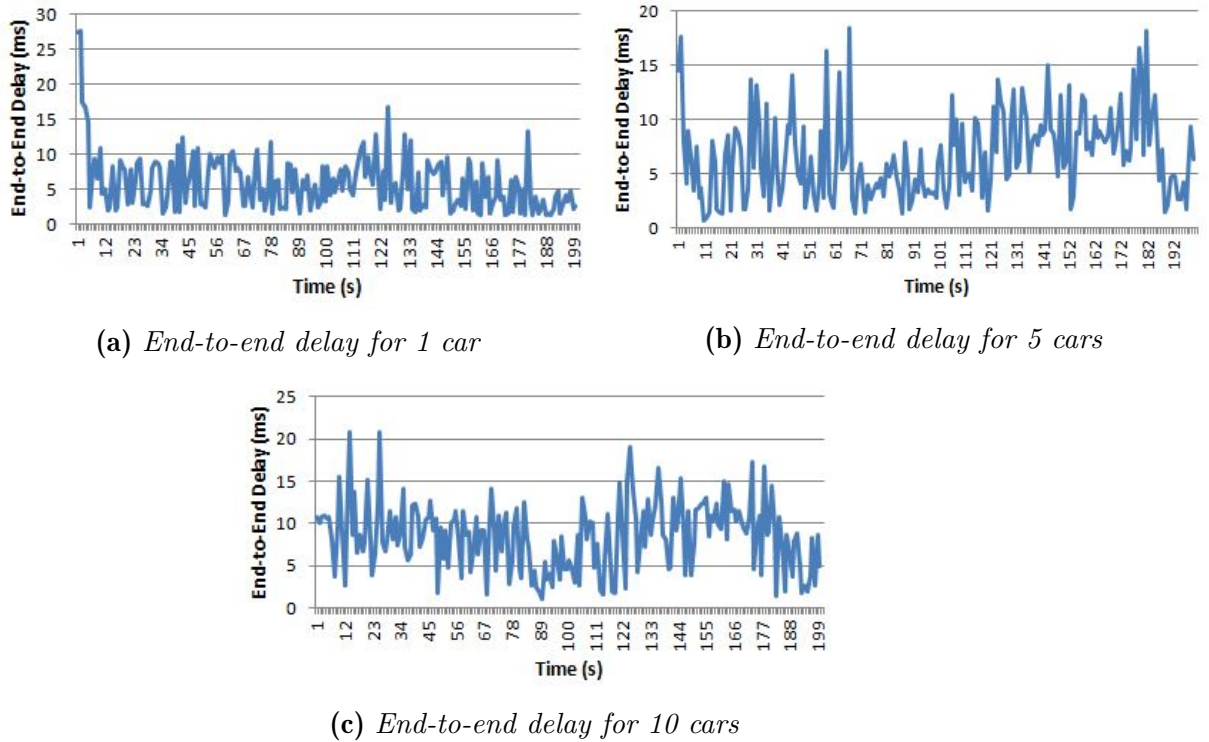 30
25
20
15
10
5
0
End-to-End Delay (ms)
1 12 23 34 45 56 67 78 89 100 111 122 133 144 155 166 177 188 199
Time (s)
(a) End-to-end delay for 1 car
20
15
10
5
0
End-to-End Delay (ms)
1 11 21 31 41 51 61 71 81 91 101 111 121 131 141 152 162 172 182 192
Time (s)
(b) End-to-end delay for 5 cars
25
20
15
10
5
0
End-to-End Delay (ms)
1 12 23 34 45 56 67 78 89 100 111 122 133 144 155 166 177 188 199
Time (s)
(c) End-to-end delay for 10 cars